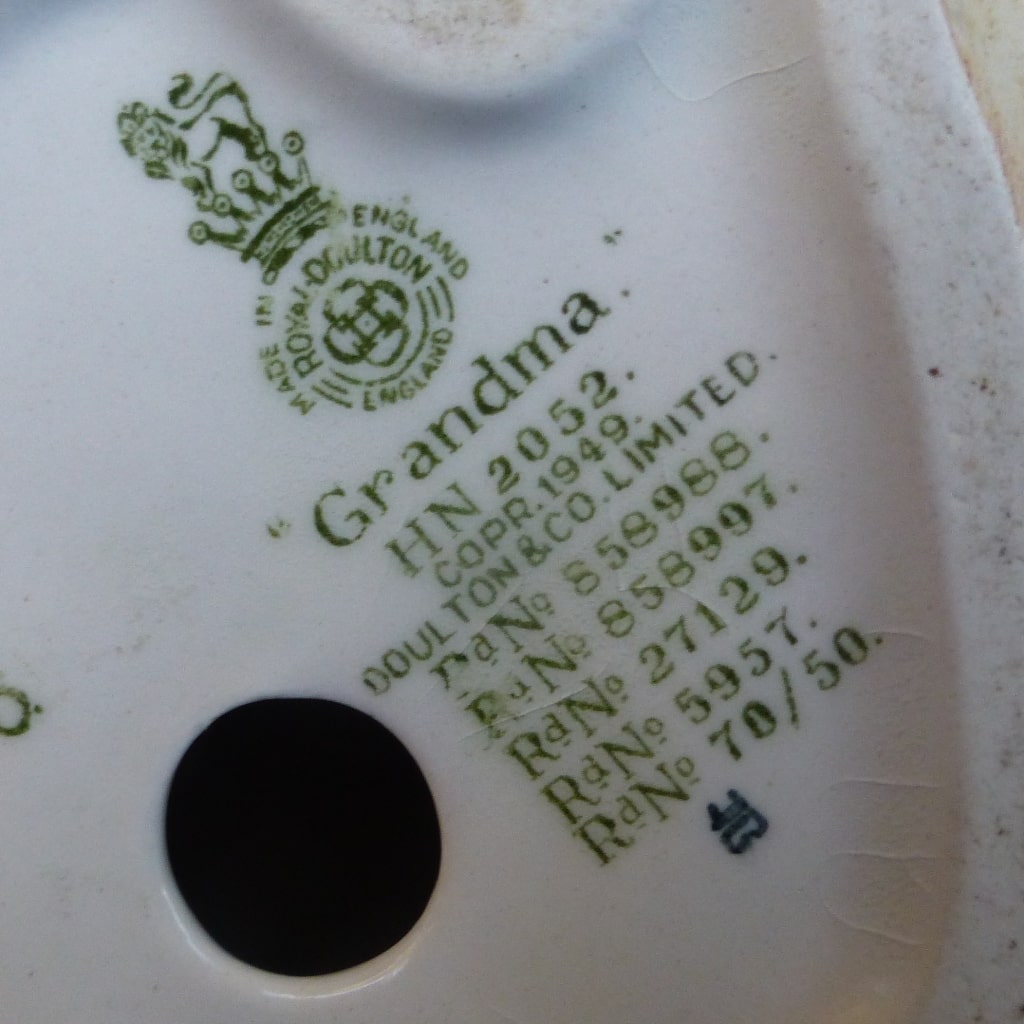 MADE IN ENGLAND
ROYAL-DOULTON
ENGLAND
"Grandma."
HN 2052.
COPR. 1949.
DOULTON & CO. LIMITED.
RdNo 858988.
RdNo 858997.
RdNo 27129.
RdNo 5957.
RdNo 70/50.